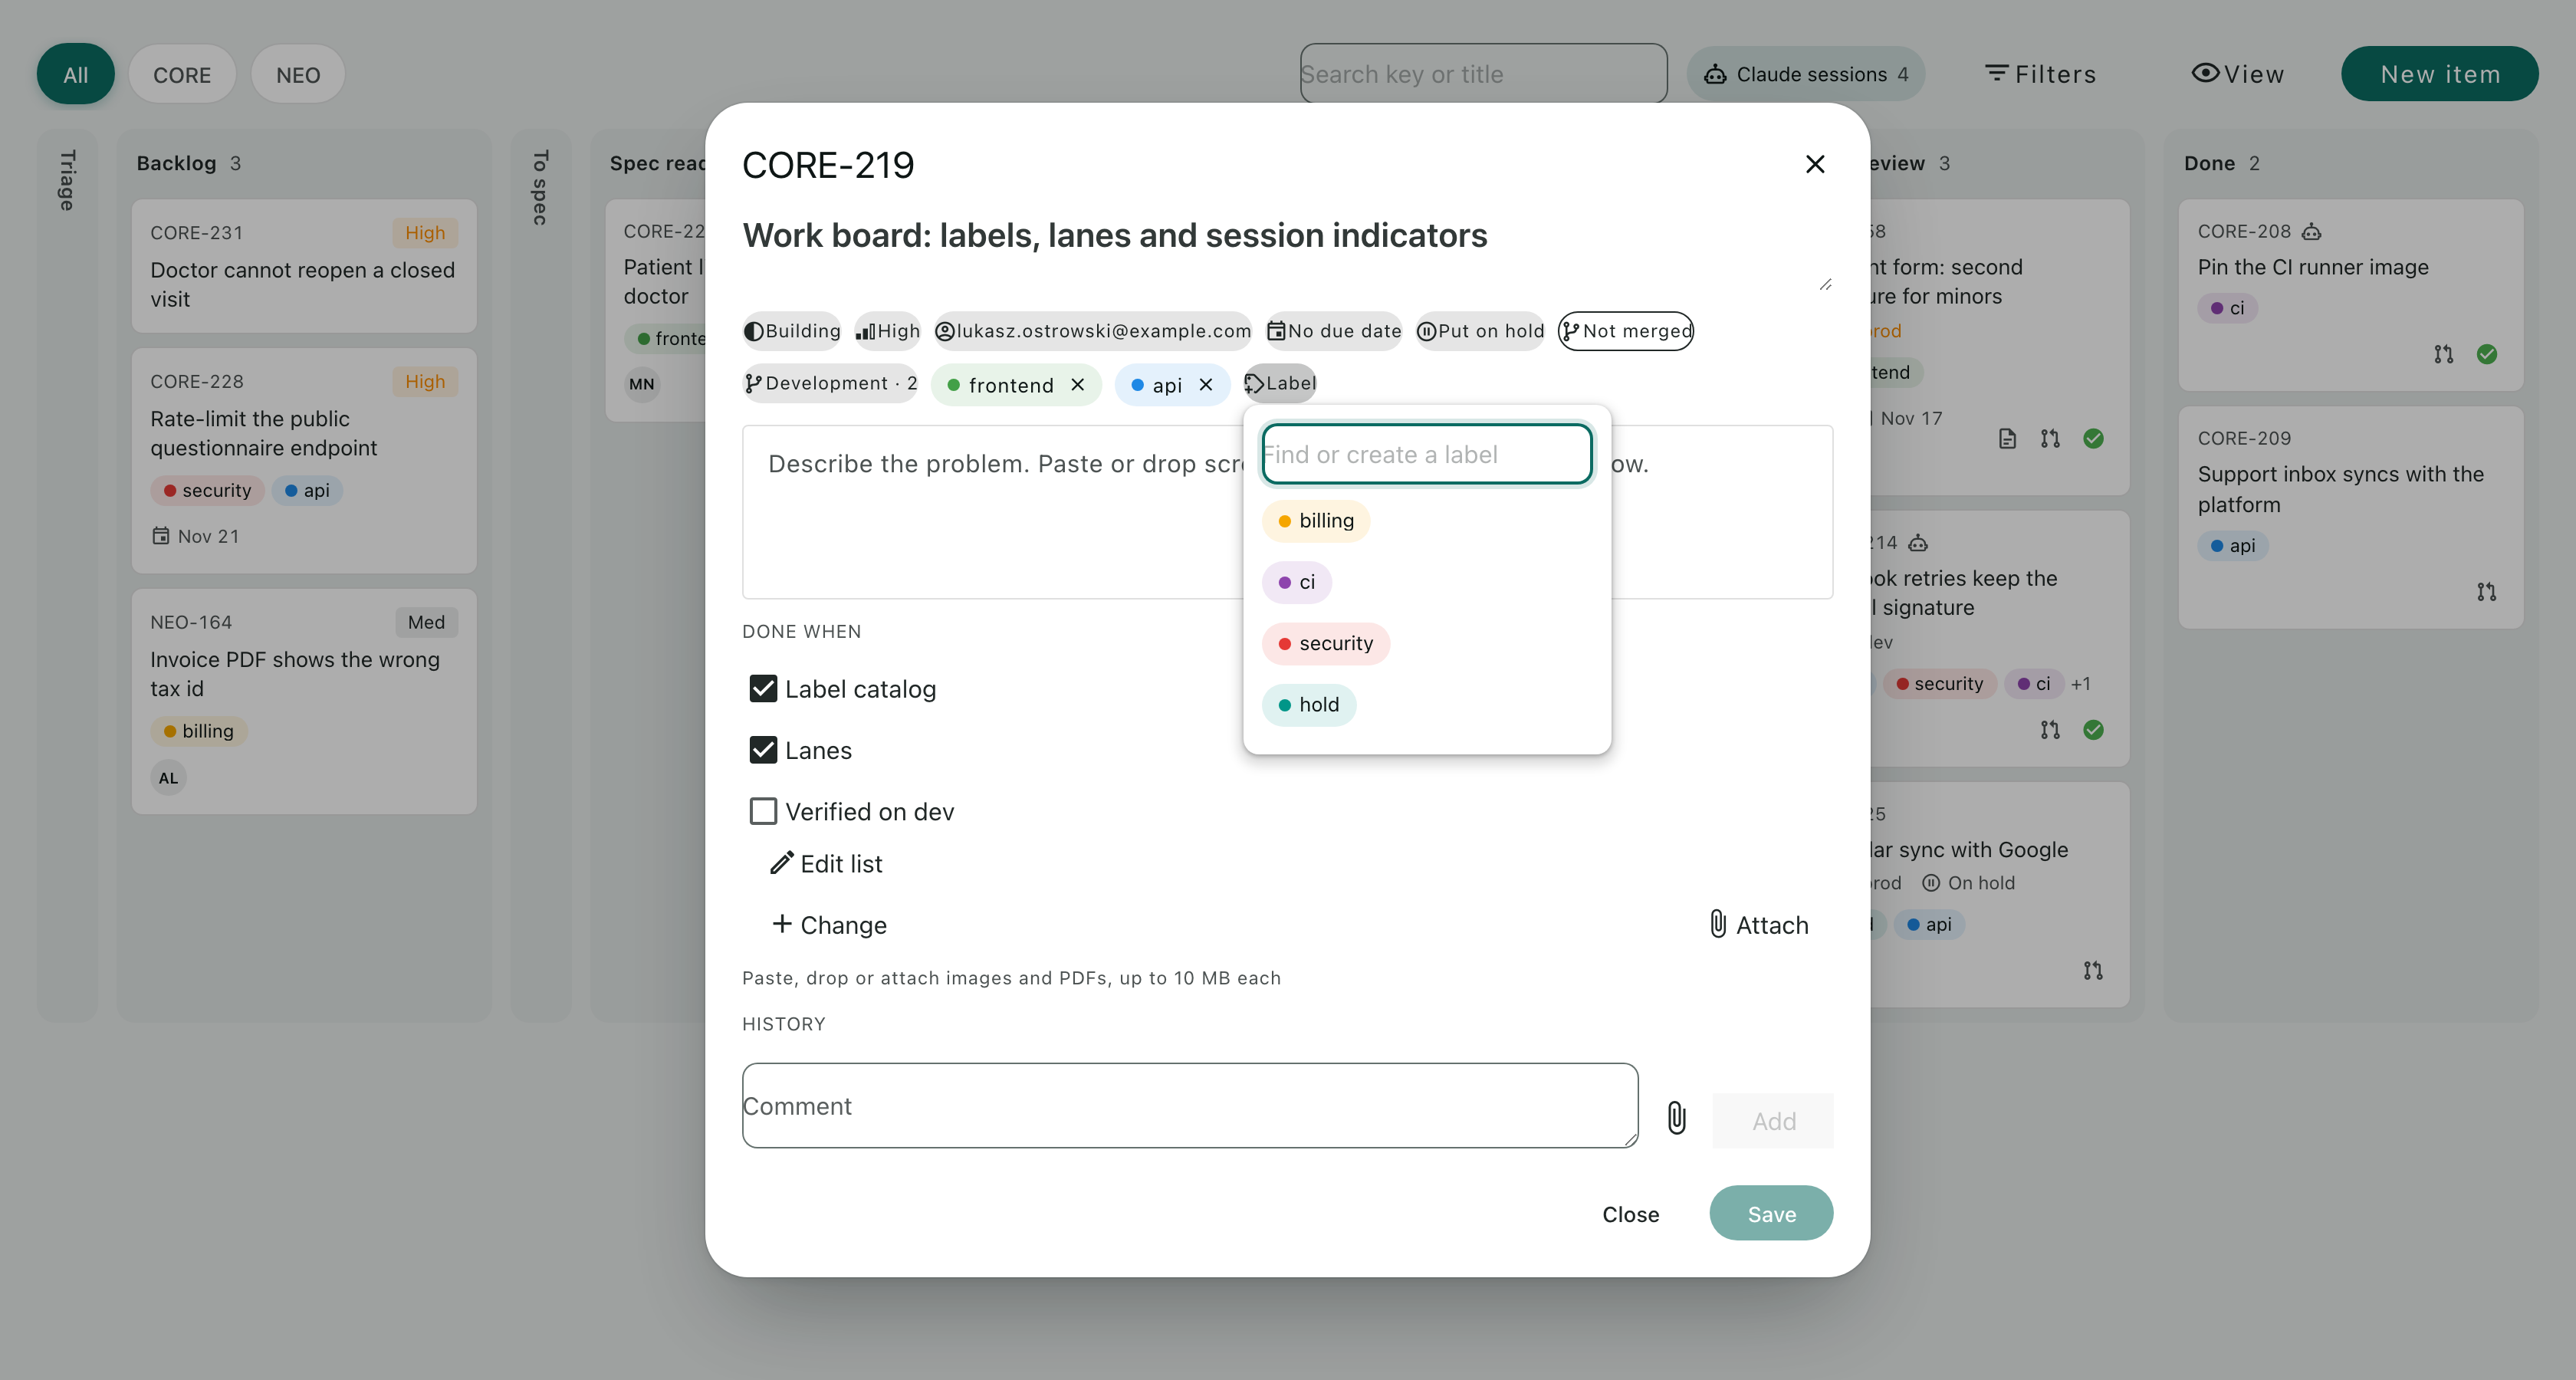 All CORE NEO Search key or title Claude sessions 4 Filters View New item
Triage
Backlog 3
CORE-231 High
Doctor cannot reopen a closed
visit
CORE-228 High
Rate-limit the public
questionnaire endpoint
security api
Nov 21
NEO-164 Med
Invoice PDF shows the wrong
tax id
billing
AL
To spec
Spec read
CORE-22
Patient l
doctor
fronte
MN
CORE-219
Work board: labels, lanes and session indicators
Building High lukasz.ostrowski@example.com No due date Put on hold Not merged
Development · 2 frontend api Label
Find or create a label
billing
ci
security
hold
Describe the problem. Paste or drop scre ow.
DONE WHEN
Label catalog
Lanes
Verified on dev
Edit list
Change Attach
Paste, drop or attach images and PDFs, up to 10 MB each
HISTORY
Comment
Add
Close Save
eview 3
58
nt form: second
ure for minors
rod
tend
Nov 17
214
ok retries keep the
l signature
ev
security ci +1
25
lar sync with Google
rod On hold
api
Done 2
CORE-208
Pin the CI runner image
ci
CORE-209
Support inbox syncs with the
platform
api